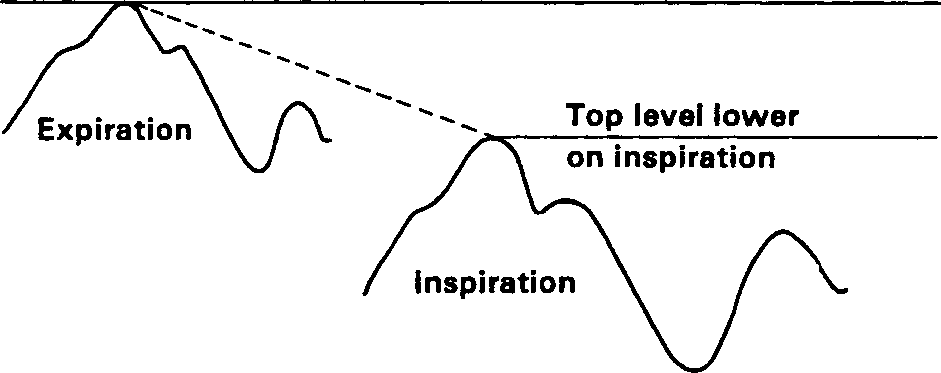 Expiration
Top level lower
on inspiration
Inspiration